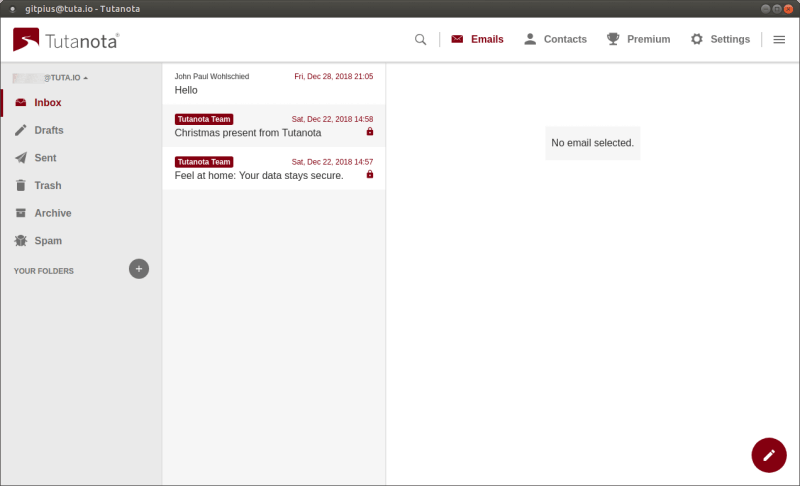 gitpius@tuta.io - Tutanota
Tutanota®
Emails
Contacts
Premium
Settings
@TUTA.IO
Inbox
Drafts
Sent
Trash
Archive
Spam
YOUR FOLDERS
John Paul Wohlschied
Fri, Dec 28, 2018 21:05
Hello
Tutanota Team
Sat, Dec 22, 2018 14:58
Christmas present from Tutanota
Tutanota Team
Sat, Dec 22, 2018 14:57
Feel at home: Your data stays secure.
No email selected.